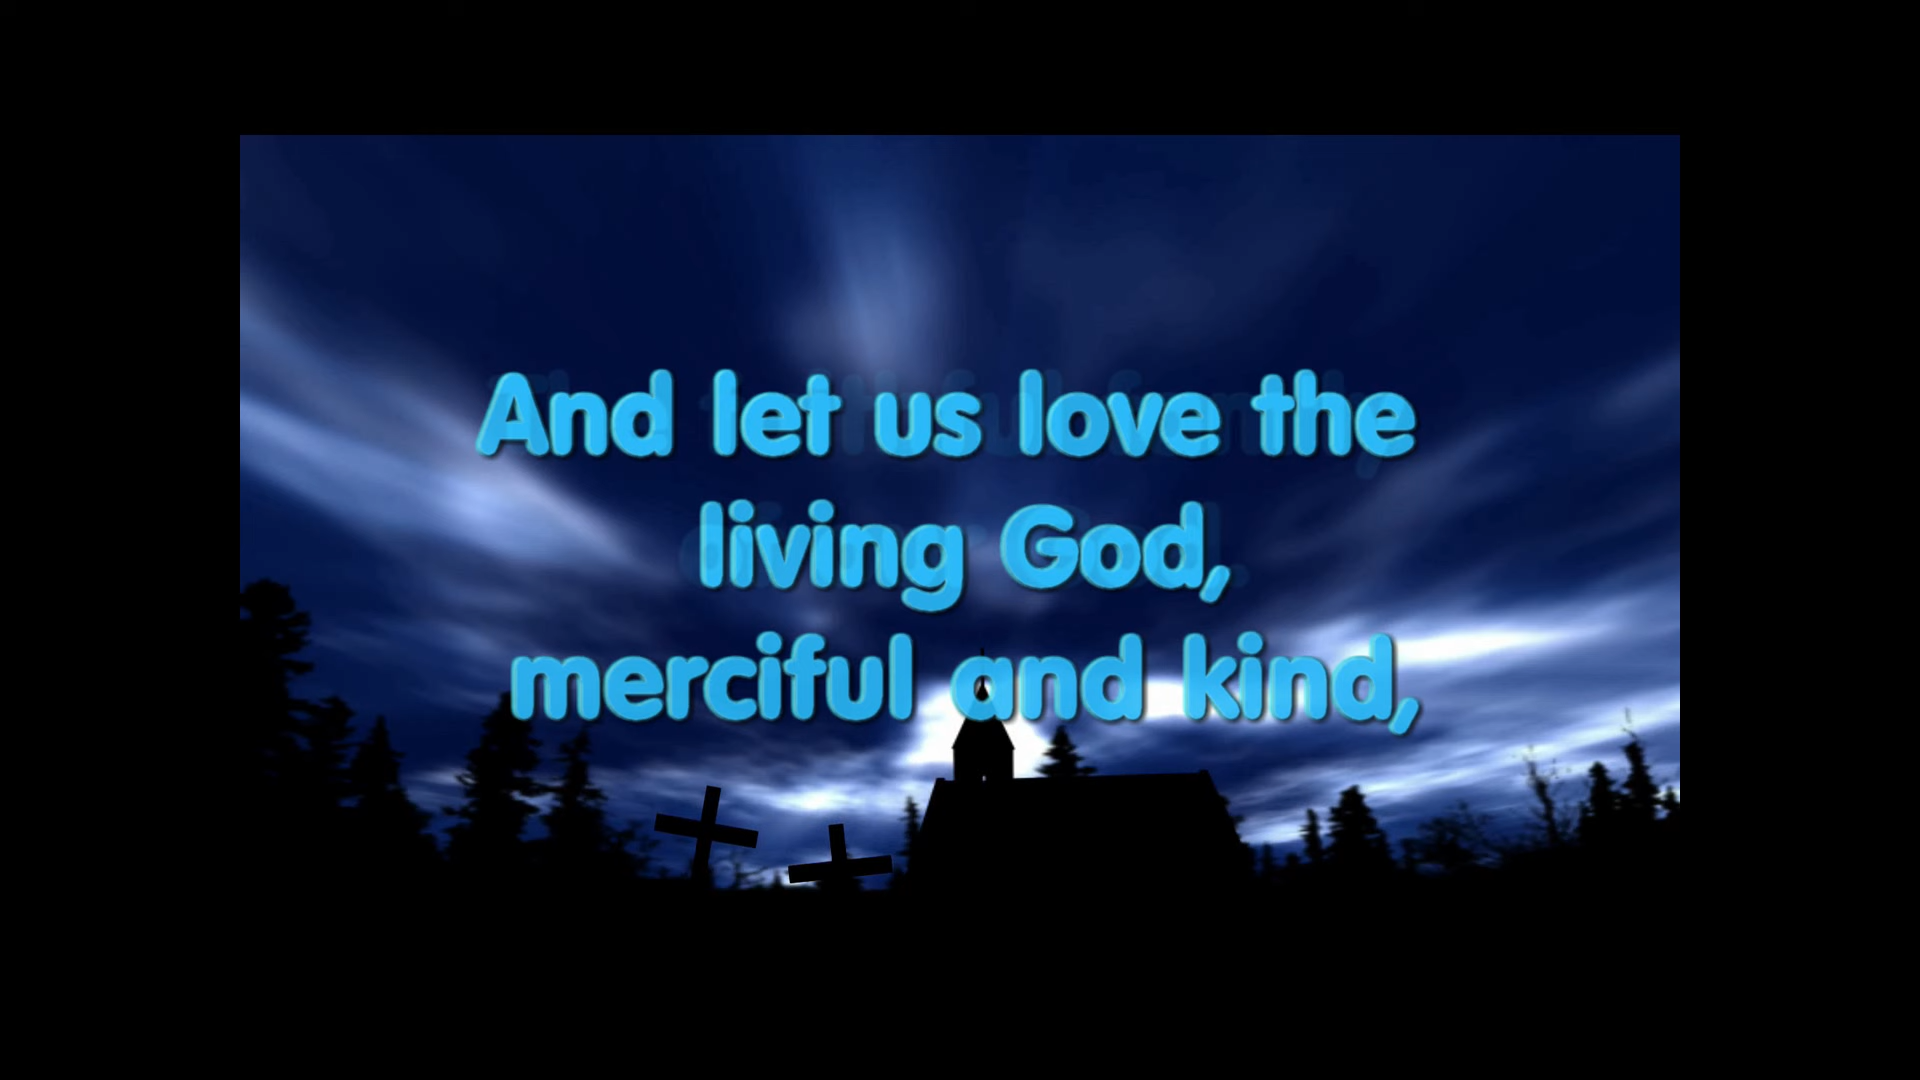 And let us love the
living God,
merciful and kind,